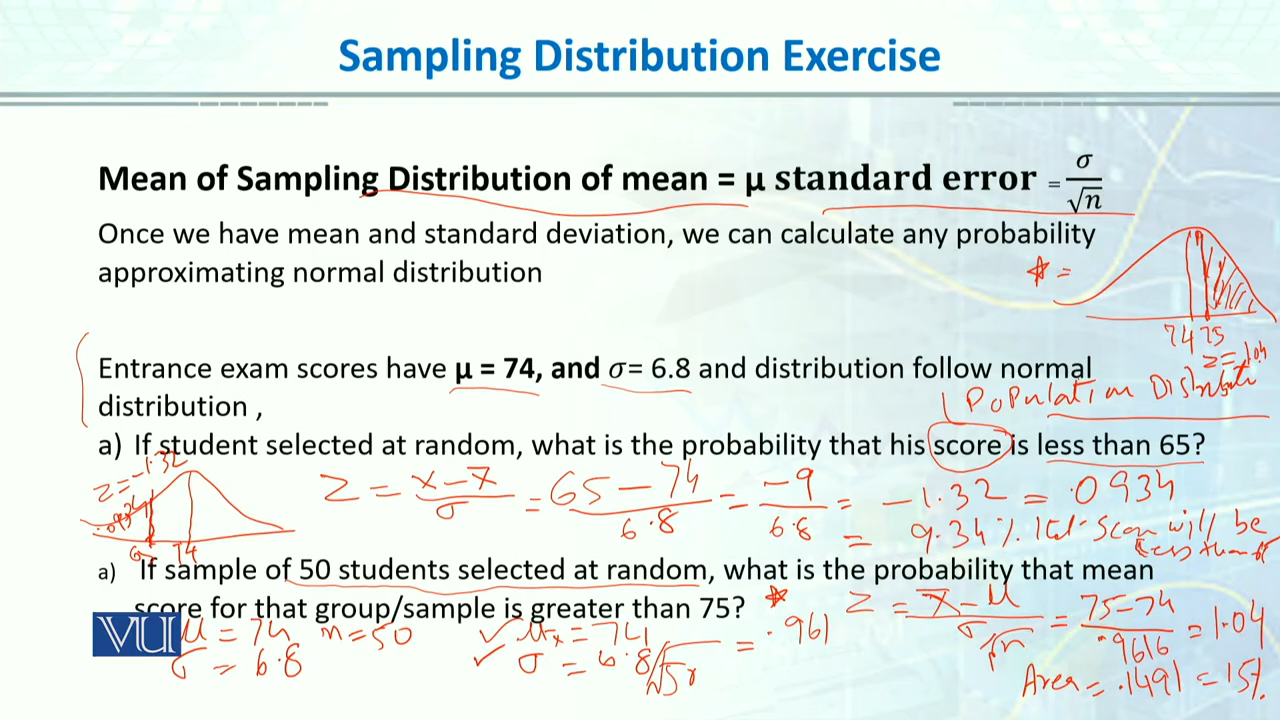 Sampling Distribution Exercise
Mean of Sampling Distribution of mean = μ standard error = σ/√n
Once we have mean and standard deviation, we can calculate any probability
approximating normal distribution
* =
74 75
z = 1.04
Entrance exam scores have μ = 74, and σ= 6.8 and distribution follow normal
distribution ,
Population
a) If student selected at random, what is the probability that his score is less than 65?
z = -1.32
.0934
74
Z = x - x̄ / σ = 65 - 74 / 6.8 = -9 / 6.8 = -1.32 = .0934
= 9.34% that score will be
less than
a) If sample of 50 students selected at random, what is the probability that mean
score for that group/sample is greater than 75?
* Z = x̄ - μ / σ/√n = 75-74 / .9616 = 1.04
Area = .1491 = 15%
VU
μ = 74 n = 50
σ = 6.8
✓ μx = 74
✓ σ = 6.8/√50 = .961